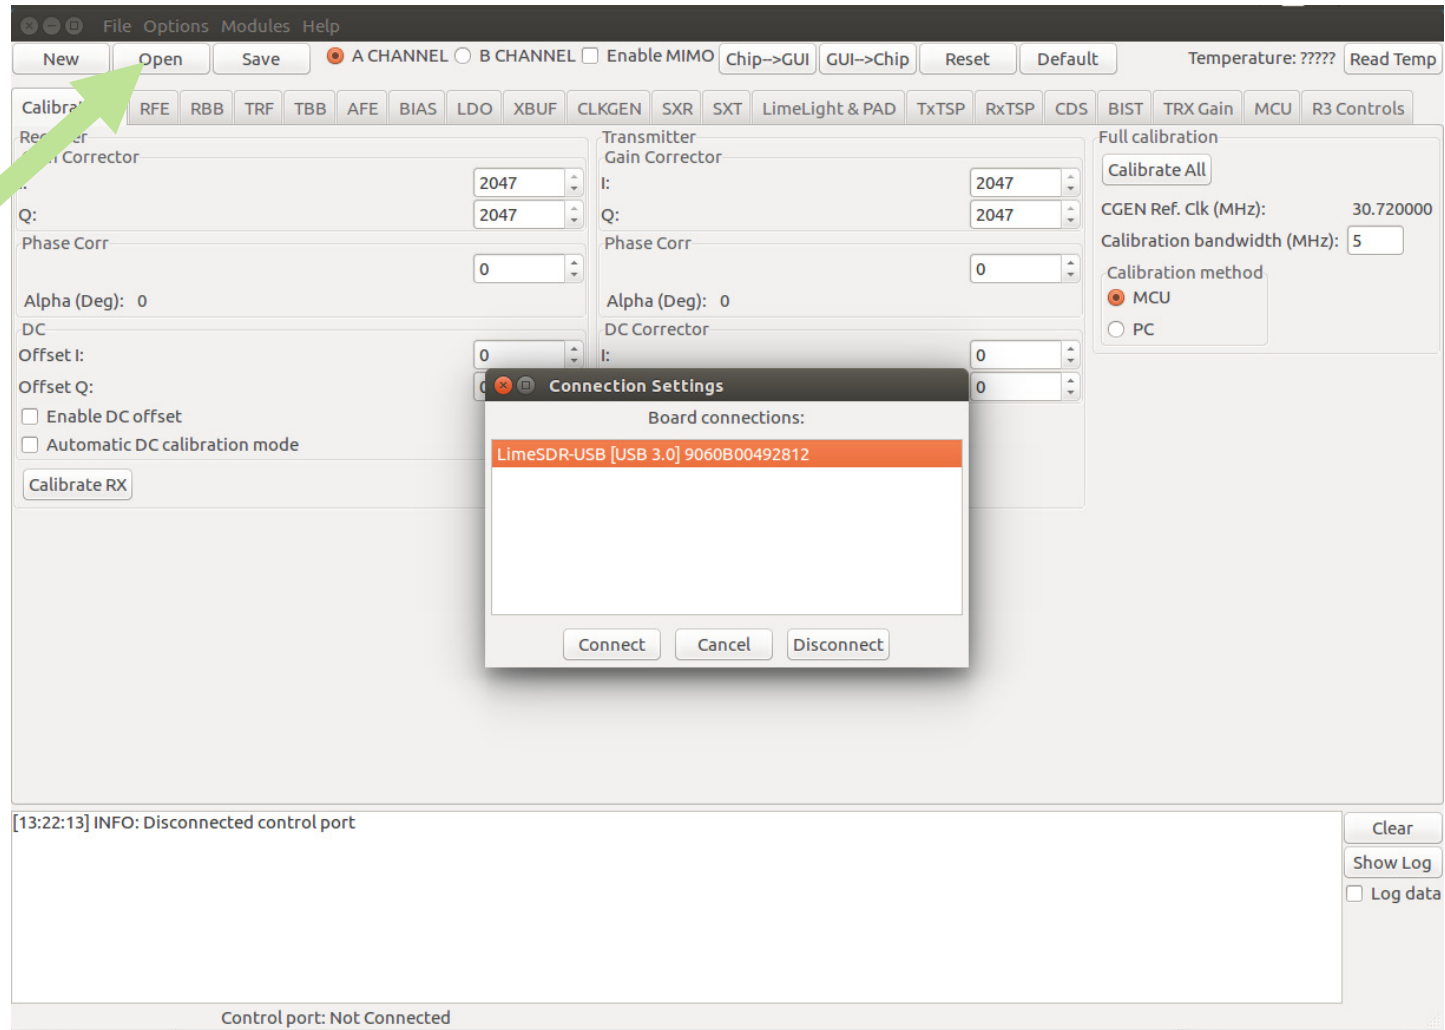 File Options Modules Help
New Open Save A CHANNEL B CHANNEL Enable MIMO Chip-->GUI GUI-->Chip Reset Default Temperature: ????? Read Temp
RFE RBB TRF TBB AFE BIAS LDO XBUF CLKGEN SXR SXT LimeLight & PAD TxTSP RxTSP CDS BIST TRX Gain MCU R3 Controls
Transmitter
Full calibration
Corrector
Gain Corrector
Calibrate All
2047
I:
2047
Q:
2047
Q:
2047
CGEN Ref. Clk (MHz): 30.720000
Phase Corr
Phase Corr
Calibration bandwidth (MHz): 5
0
0
Calibration method
Alpha (Deg): 0
Alpha (Deg): 0
MCU
DC
DC Corrector
PC
Offset I:
0
I:
0
Offset Q:
0
Enable DC offset
Automatic DC calibration mode
Calibrate RX
Connection Settings
Board connections:
LimeSDR-USB [USB 3.0] 9060B00492812
Connect Cancel Disconnect
[13:22:13] INFO: Disconnected control port
Clear
Show Log
Log data
Control port: Not Connected